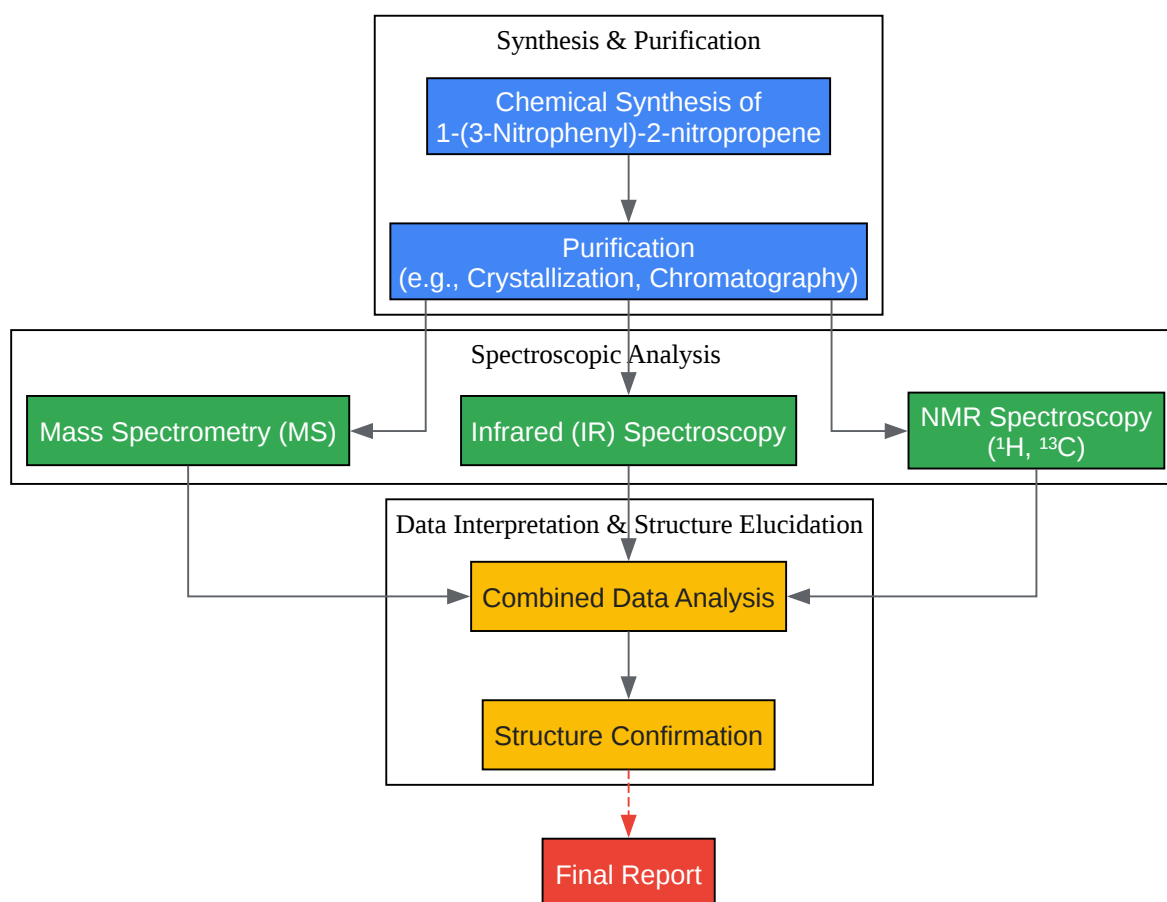 Synthesis & Purification
Chemical Synthesis of
1-(3-Nitrophenyl)-2-nitropropene
Purification
(e.g., Crystallization, Chromatography)
Spectroscopic Analysis
Mass Spectrometry (MS)
Infrared (IR) Spectroscopy
NMR Spectroscopy
(¹H, ¹³C)
Data Interpretation & Structure Elucidation
Combined Data Analysis
Structure Confirmation
Final Report